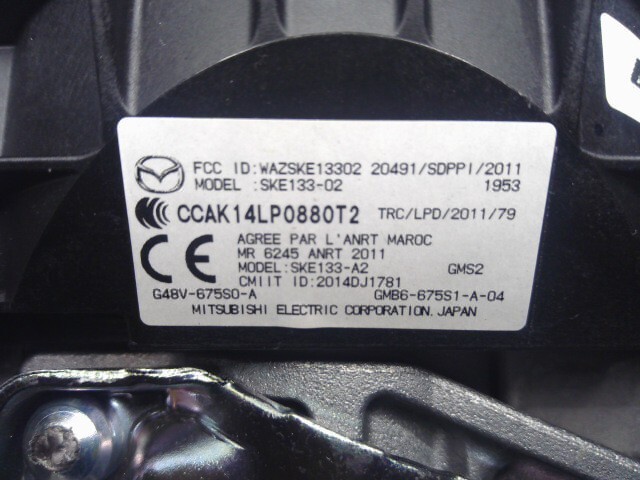 FCC ID:WAZSKE13302 20491/SDPPI/2011
MODEL :SKE133-02 1953
CCAK14LP0880T2 TRC/LPD/2011/79
AGREE PAR L'ANRT MAROC
MR 6245 ANRT 2011
CE
MODEL:SKE133-A2 GMS2
CMIIT ID:2014DJ1781
G48V-675S0-A GMB6-675S1-A-04
MITSUBISHI ELECTRIC CORPORATION,JAPAN